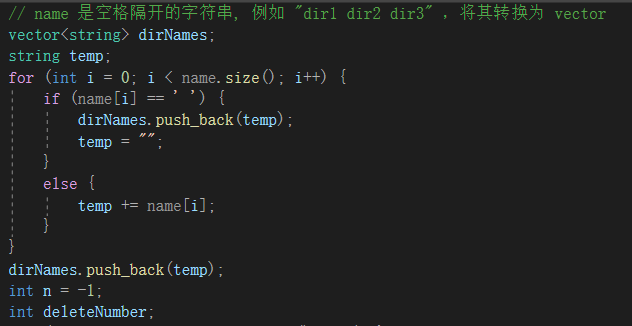 // name 是空格隔开的字符串, 例如 "dir1 dir2 dir3" , 将其转换为 vector
vector<string> dirNames;
string temp;
for (int i = 0; i < name.size(); i++) {
if (name[i] == ' ') {
dirNames.push_back(temp);
temp = "";
}
else {
temp += name[i];
}
}
dirNames.push_back(temp);
int n = -1;
int deleteNumber;